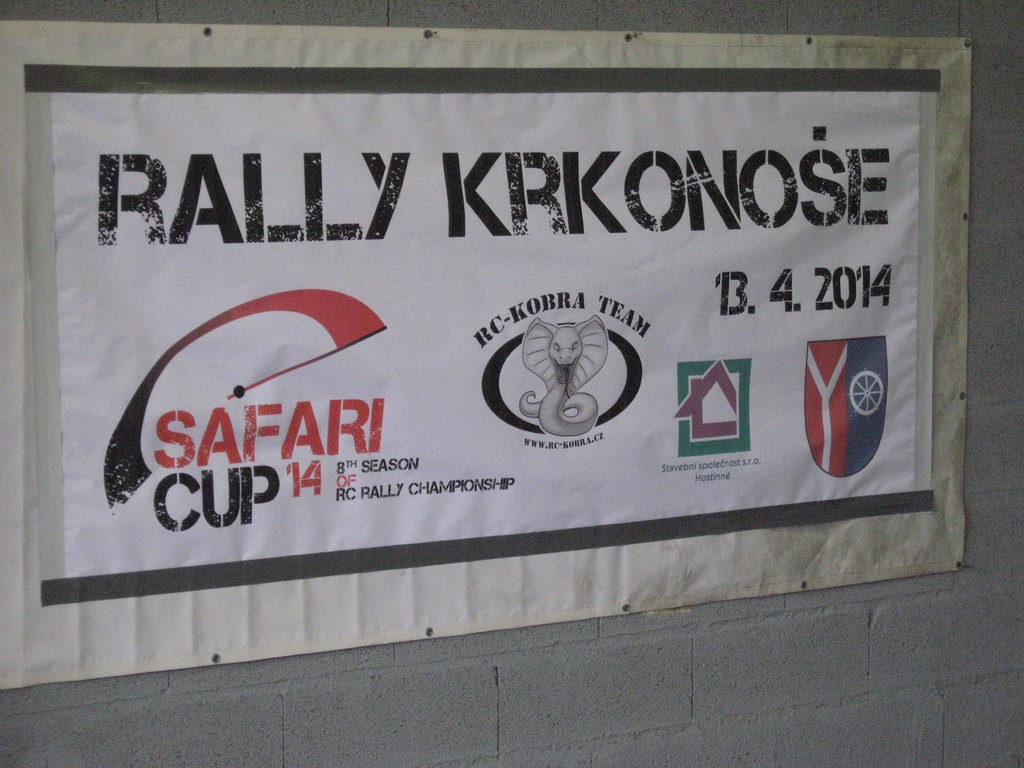 RALLY KRKONOŠE
13. 4. 2014
SAFARI
CUP '14
8TH SEASON
OF
RC RALLY CHAMPIONSHIP
RC-KOBRA TEAM
WWW.RC-KOBRA.CZ
Stavební společnost s.r.o.
Hostinné